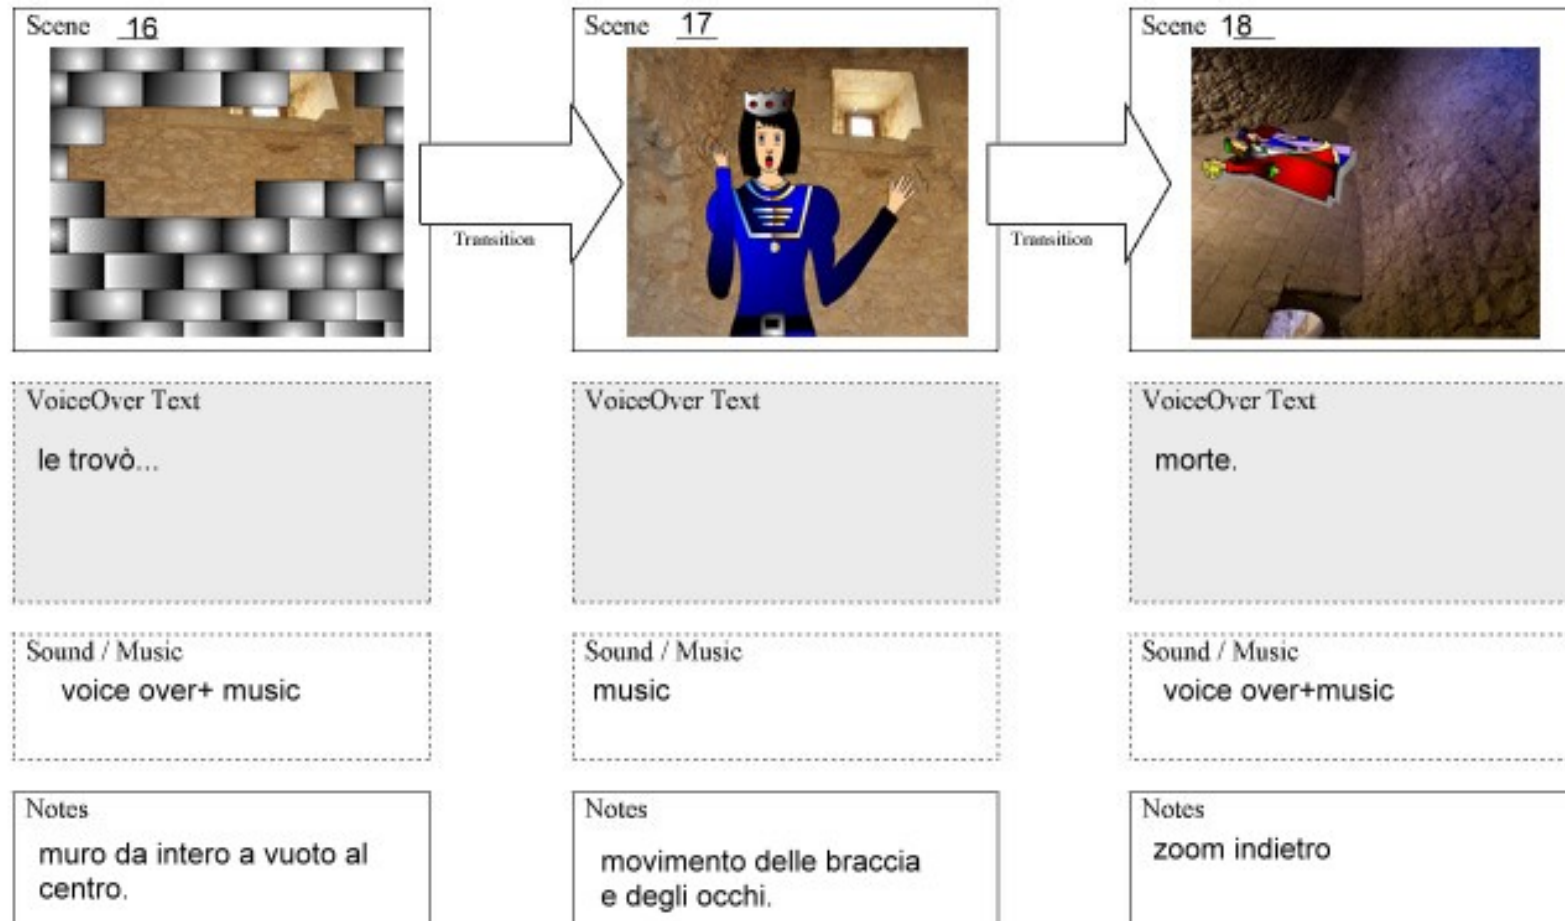 Scene 16
Scene 17
Scene 18
Transition
Transition
VoiceOver Text
le trovò...
VoiceOver Text
VoiceOver Text
morte.
Sound / Music
voice over+ music
Sound / Music
music
Sound / Music
voice over+music
Notes
muro da intero a vuoto al
centro.
Notes
movimento delle braccia
e degli occhi.
Notes
zoom indietro